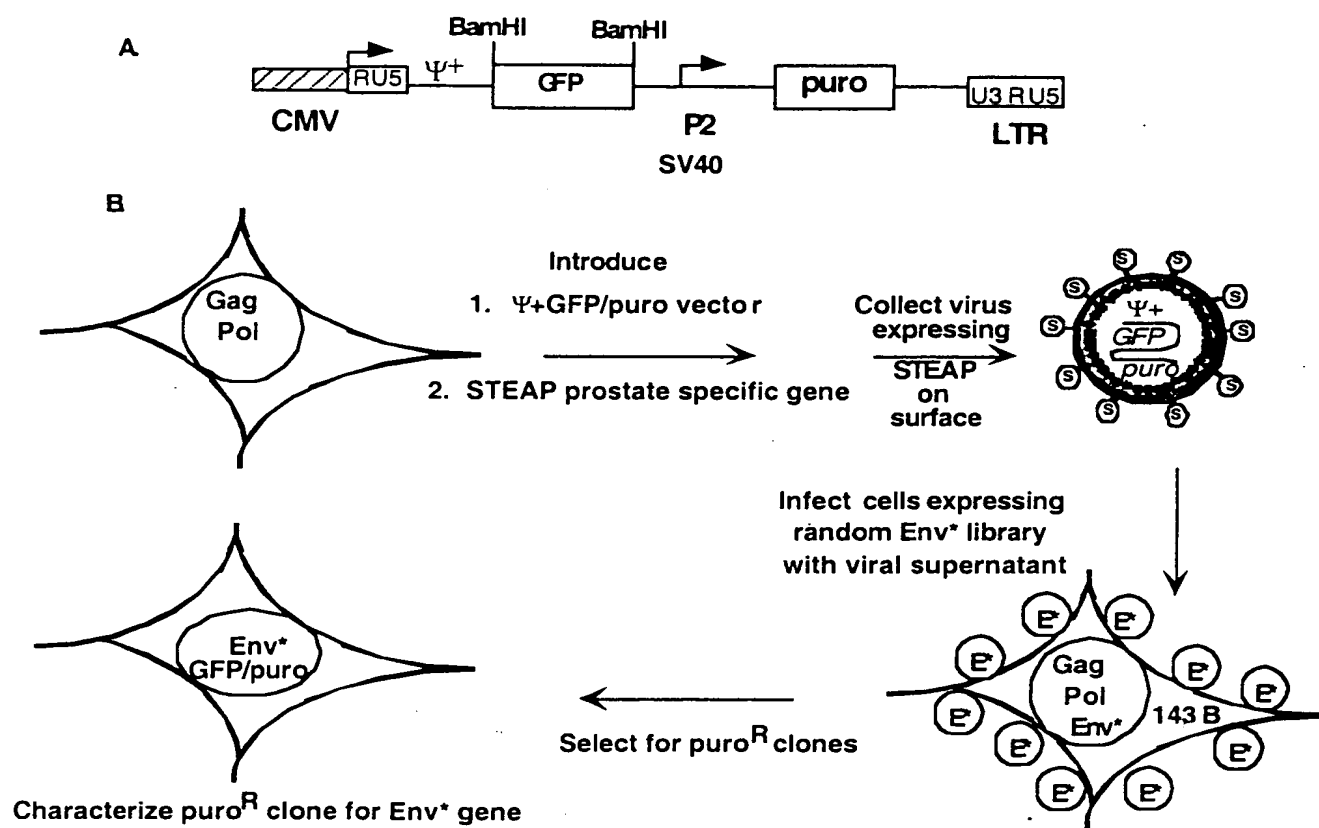 A.
BamHI BamHI
RU5 Ψ+ GFP puro U3 R U5
CMV P2 LTR
SV40
B.
Gag
Pol
Introduce
1. Ψ+GFP/puro vector
2. STEAP prostate specific gene
Collect virus
expressing
STEAP
on
surface
S
S
S
S
S
S
S
S
S
S
Ψ+
GFP
puro
Infect cells expressing
random Env* library
with viral supernatant
E*
E*
E*
E*
E*
E*
E*
E*
E*
E*
Gag
Pol
Env*
143 B
Select for puroᴿ clones
Env*
GFP/puro
Characterize puroᴿ clone for Env* gene